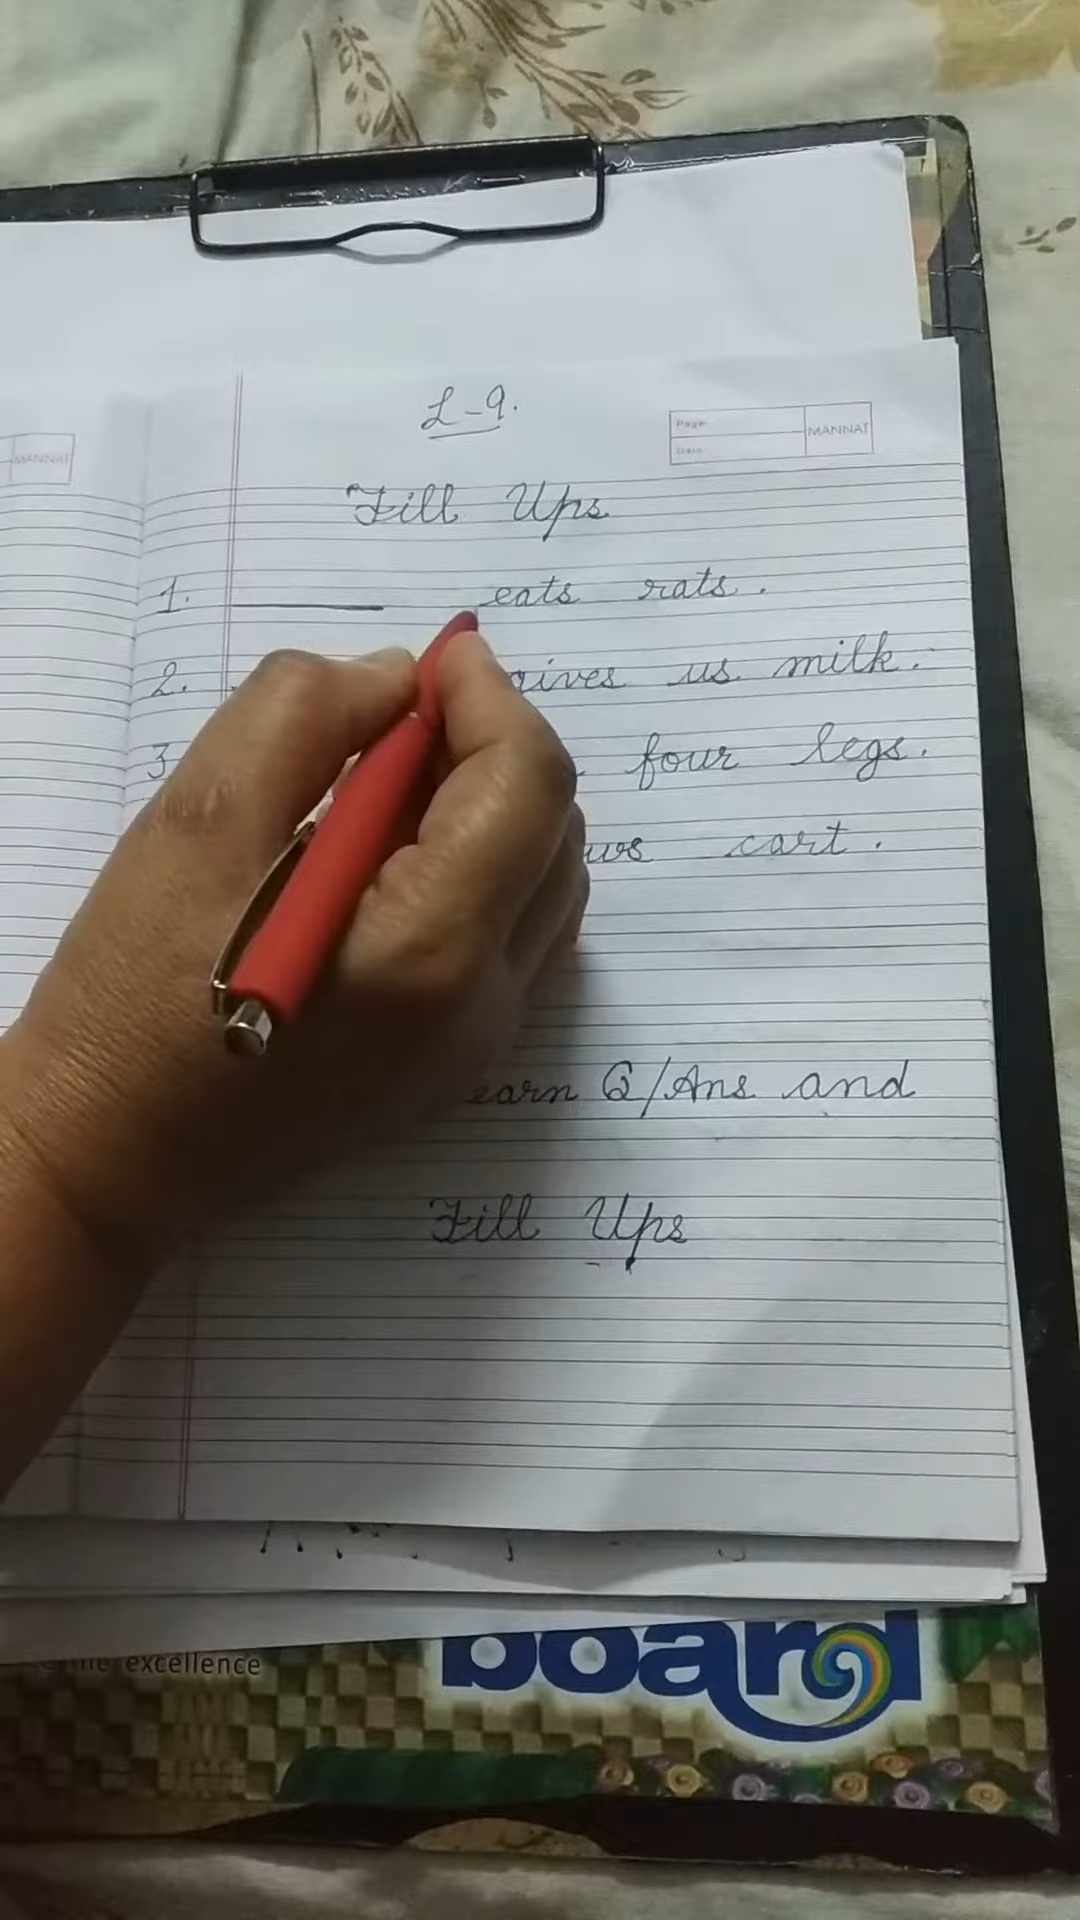 L-9.
Page:
Date:
MANNAT
MANNAT
Fill Ups
1. ______ eats rats.
2. gives us milk.
3 four legs.
cart.
Q/Ans and
Fill Ups
excellence
board